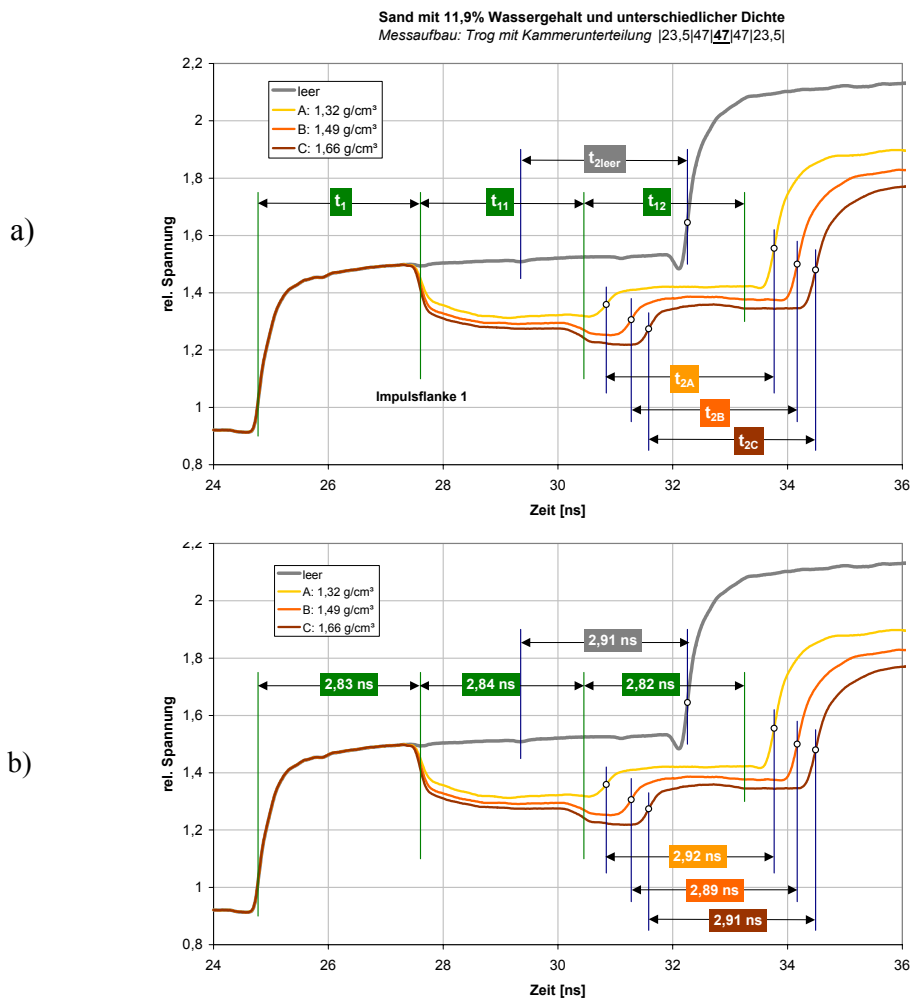 Sand mit 11,9% Wassergehalt und unterschiedlicher Dichte
Messaufbau: Trog mit Kammerunterteilung |23,5|47|47|47|23,5|
a)
rel. Spannung
2,2
2
1,8
1,6
1,4
1,2
1
0,8
leer
A: 1,32 g/cm³
B: 1,49 g/cm³
C: 1,66 g/cm³
t2leer
t1
t11
t12
Impulsflanke 1
t2A
t2B
t2C
24
26
28
30
32
34
36
Zeit [ns]
b)
rel. Spannung
2,2
2
1,8
1,6
1,4
1,2
1
0,8
leer
A: 1,32 g/cm³
B: 1,49 g/cm³
C: 1,66 g/cm³
2,91 ns
2,83 ns
2,84 ns
2,82 ns
2,92 ns
2,89 ns
2,91 ns
24
26
28
30
32
34
36
Zeit [ns]